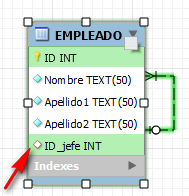 EMPLEADO
ID INT
Nombre TEXT(50)
Apellido1 TEXT(50)
Apellido2 TEXT(50)
ID_jefe INT
Indexes